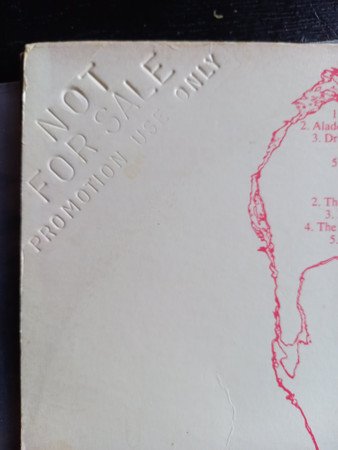 NOT
FOR SALE
PROMOTION USE ONLY
1
2. Alad
3. Dr
5
2. Th
3.
4. The
5.